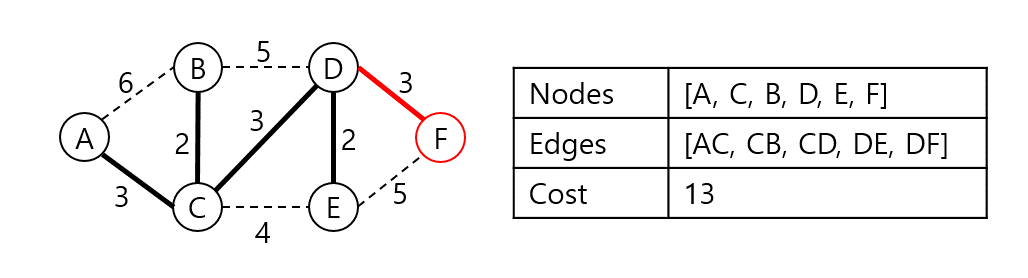 5
B
D
6
3
A
2
3
2
F
3
C
E
5
4
Nodes [A, C, B, D, E, F]
Edges [AC, CB, CD, DE, DF]
Cost 13